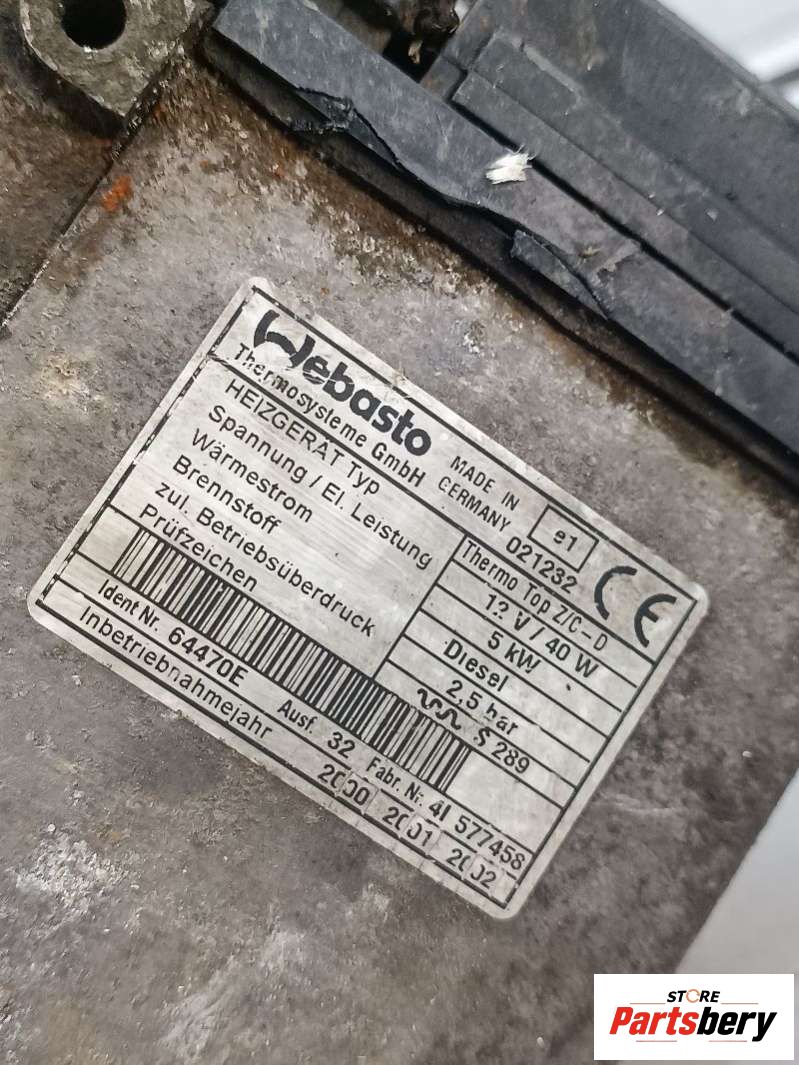 Webasto
Thermosysteme GmbH
MADE IN
GERMANY
e1
021232
CE
HEIZGERÄT Typ
Thermo Top Z/C-D
Spannung / El. Leistung
12 V / 40 W
Wärmestrom
5 kW
Brennstoff
Diesel
zul. Betriebsüberdruck
2,5 bar
Prüfzeichen
S 289
Ident Nr. 64470E Ausf. 32 Fabr. Nr. 41 577458
Inbetriebnahmejahr 2000 2001 2002
STORE
Partsbery